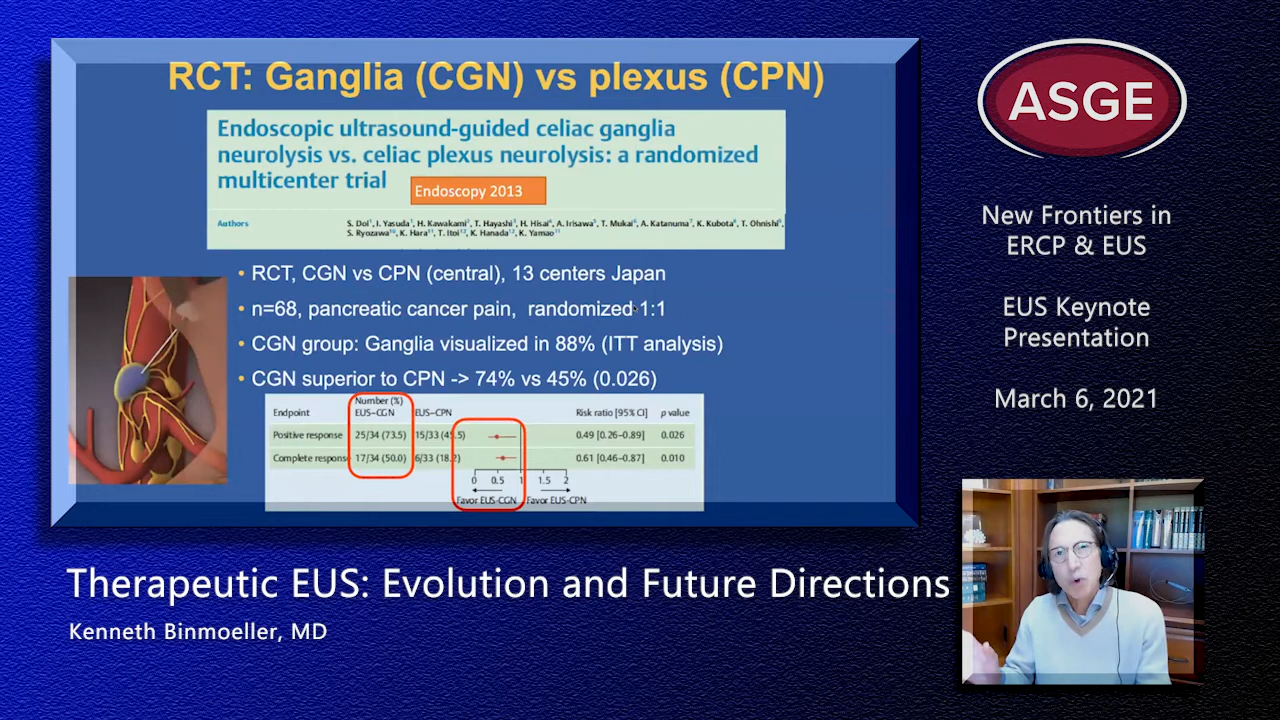 RCT: Ganglia (CGN) vs plexus (CPN)
Endoscopic ultrasound-guided celiac ganglia
neurolysis vs. celiac plexus neurolysis: a randomized
multicenter trial
Endoscopy 2013
Authors
S. Doi¹, I. Yasuda¹, H. Kawakami², T. Hayashi³, H. Hisai⁴, A. Irisawa⁵, T. Mukai⁶, A. Katanuma⁷, K. Kubota⁸, T. Ohnishi⁹,
S. Ryozawa¹⁰, K. Hara¹¹, T. Itoi¹², K. Hanada¹³, K. Yamao¹¹
• RCT, CGN vs CPN (central), 13 centers Japan
• n=68, pancreatic cancer pain, randomized 1:1
• CGN group: Ganglia visualized in 88% (ITT analysis)
• CGN superior to CPN -> 74% vs 45% (0.026)
Number (%)
Endpoint EUS–CGN EUS–CPN Risk ratio [95% CI] p value
Positive response 25/34 (73.5) 15/33 (45.5) 0.49 [0.26–0.89] 0.026
Complete response 17/34 (50.0) 6/33 (18.2) 0.61 [0.46–0.87] 0.010
0 0.5 1 1.5 2
Favor EUS-CGN Favor EUS-CPN
ASGE
New Frontiers in
ERCP & EUS
EUS Keynote
Presentation
March 6, 2021
Therapeutic EUS: Evolution and Future Directions
Kenneth Binmoeller, MD